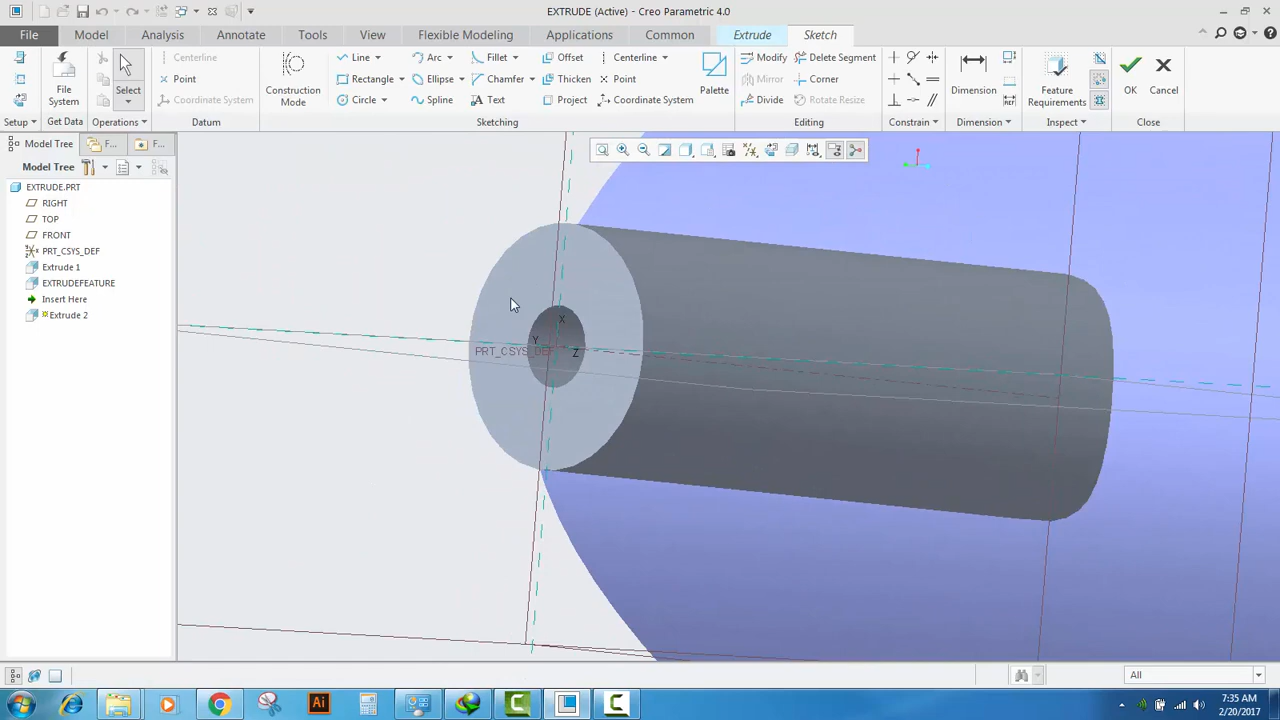 EXTRUDE (Active) - Creo Parametric 4.0
File Model Analysis Annotate Tools View Flexible Modeling Applications Common Extrude Sketch
Setup
File System
Get Data
Select
Operations
Centerline
Point
Coordinate System
Datum
Construction Mode
Line Arc Fillet Offset Centerline
Rectangle Ellipse Chamfer Thicken Point
Circle Spline Text Project Coordinate System
Palette
Sketching
Modify Delete Segment
Mirror Corner
Divide Rotate Resize
Editing
Constrain
Dimension
Dimension
Feature Requirements
Inspect
OK
Cancel
Close
Model Tree F... F...
Model Tree
EXTRUDE.PRT
RIGHT
TOP
FRONT
PRT_CSYS_DEF
Extrude 1
EXTRUDEFEATURE
Insert Here
Extrude 2
X
Y
PRT_CSYS_DEF
Z
All
Ai
7:35 AM
2/20/2017